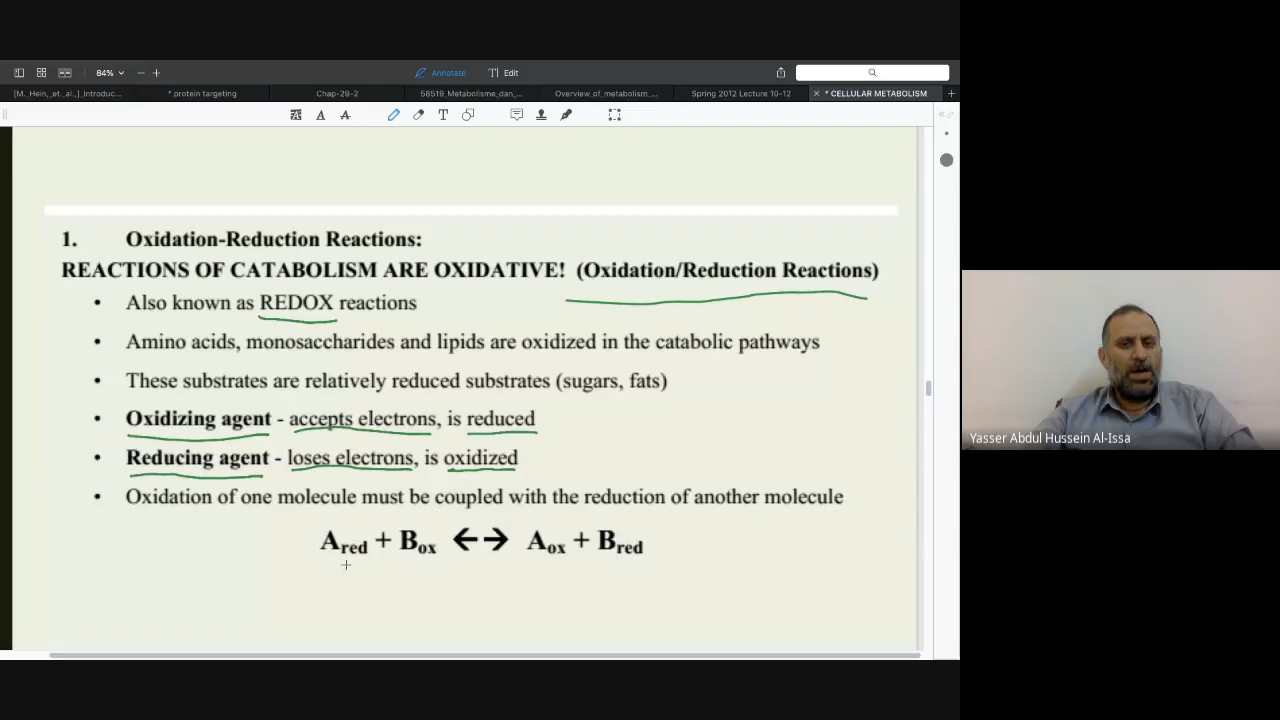 84%
Annotate
Edit
[M._Hein,_et._al.,]_Introduc...
* protein targeting
Chap-29-2
58519_Metabolisme_dan_...
Overview_of_metabolism_...
Spring 2012 Lecture 10-12
× * CELLULAR METABOLISM
1. Oxidation-Reduction Reactions:
REACTIONS OF CATABOLISM ARE OXIDATIVE! (Oxidation/Reduction Reactions)
• Also known as REDOX reactions
• Amino acids, monosaccharides and lipids are oxidized in the catabolic pathways
• These substrates are relatively reduced substrates (sugars, fats)
• Oxidizing agent - accepts electrons, is reduced
• Reducing agent - loses electrons, is oxidized
• Oxidation of one molecule must be coupled with the reduction of another molecule
Ared + Box ←→ Aox + Bred
Yasser Abdul Hussein Al-Issa